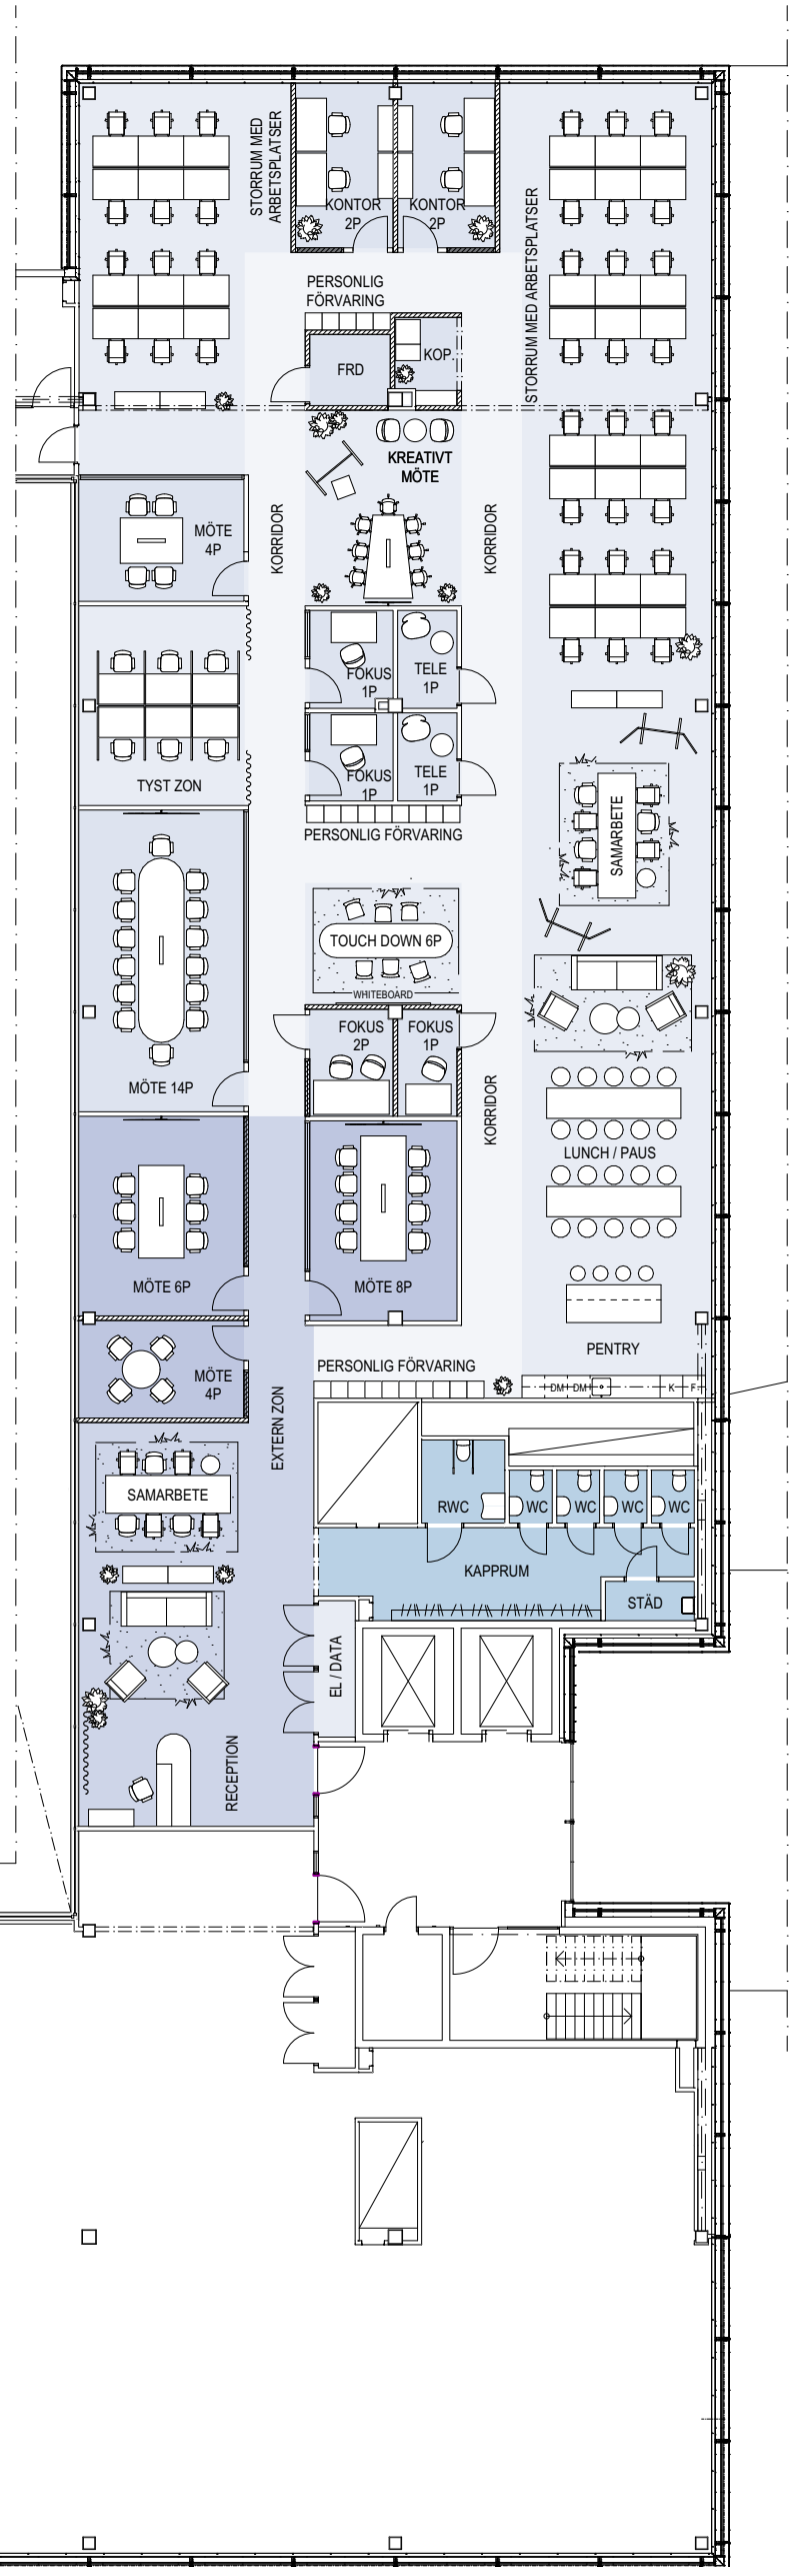 STORRUM MED
ARBETSPLATSER
KONTOR
2P
KONTOR
2P
STORRUM MED ARBETSPLATSER
PERSONLIG
FÖRVARING
FRD
KOP.
KREATIVT
MÖTE
KORRIDOR
KORRIDOR
MÖTE
4P
FOKUS
1P
TELE
1P
FOKUS
1P
TELE
1P
TYST ZON
PERSONLIG FÖRVARING
SAMARBETE
TOUCH DOWN 6P
WHITEBOARD
FOKUS
2P
FOKUS
1P
MÖTE 14P
KORRIDOR
LUNCH / PAUS
MÖTE 6P
MÖTE 8P
PENTRY
PERSONLIG FÖRVARING
MÖTE
4P
DM
DM
K
F
EXTERN ZON
SAMARBETE
RWC
WC
WC
WC
WC
KAPPRUM
STÄD
EL / DATA
RECEPTION